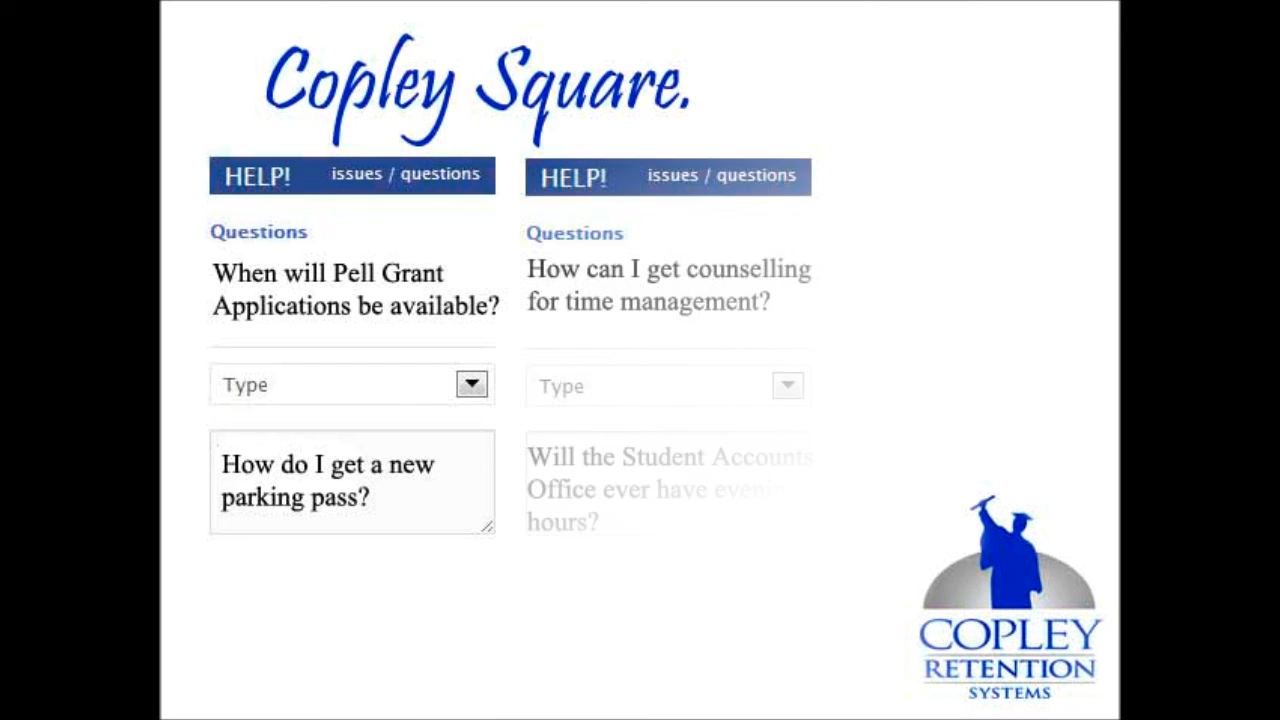 Copley Square.
HELP! issues / questions
Questions
When will Pell Grant
Applications be available?
Type
How do I get a new
parking pass?
HELP! issues / questions
Questions
How can I get counselling
for time management?
Type
Will the Student Accounts
Office ever have evenin
hours?
COPLEY
RETENTION
SYSTEMS